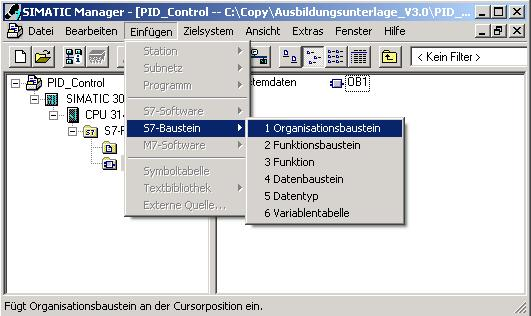 SIMATIC Manager - [PID_Control -- C:\Copy\Ausbildungsunterlage_V3.0\PID_...
Datei Bearbeiten Einfügen Zielsystem Ansicht Extras Fenster Hilfe
< Kein Filter >
PID_Control
SIMATIC 30
CPU 314
S7-P
Station
Subnetz
Programm
S7-Software
S7-Baustein
M7-Software
Symboltabelle
Textbibliothek
Externe Quelle...
temdaten
OB1
1 Organisationsbaustein
2 Funktionsbaustein
3 Funktion
4 Datenbaustein
5 Datentyp
6 Variablentabelle
Fügt Organisationsbaustein an der Cursorposition ein.